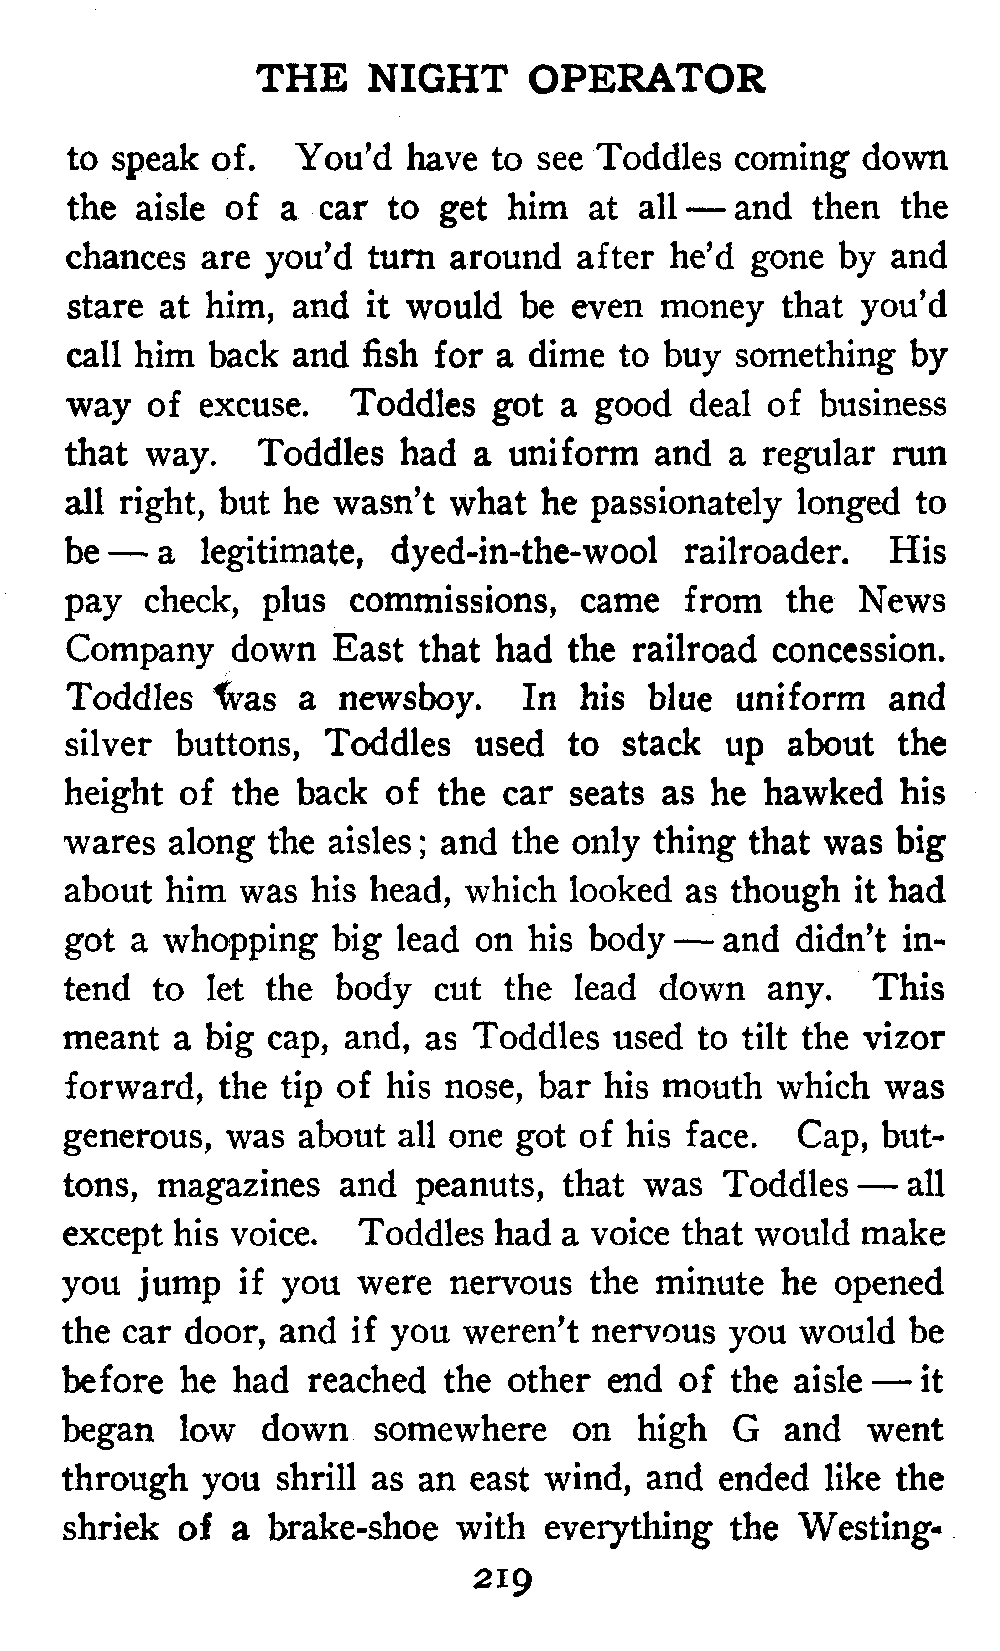 THE NIGHT OPERATOR
to speak of. You'd have to see Toddles coming down
the aisle of a car to get him at all — and then the
chances are you'd turn around after he'd gone by and
stare at him, and it would be even money that you'd
call him back and fish for a dime to buy something by
way of excuse. Toddles got a good deal of business
that way. Toddles had a uniform and a regular run
all right, but he wasn't what he passionately longed to
be — a legitimate, dyed-in-the-wool railroader. His
pay check, plus commissions, came from the News
Company down East that had the railroad concession.
Toddles was a newsboy. In his blue uniform and
silver buttons, Toddles used to stack up about the
height of the back of the car seats as he hawked his
wares along the aisles; and the only thing that was big
about him was his head, which looked as though it had
got a whopping big lead on his body — and didn't in-
tend to let the body cut the lead down any. This
meant a big cap, and, as Toddles used to tilt the vizor
forward, the tip of his nose, bar his mouth which was
generous, was about all one got of his face. Cap, but-
tons, magazines and peanuts, that was Toddles — all
except his voice. Toddles had a voice that would make
you jump if you were nervous the minute he opened
the car door, and if you weren't nervous you would be
before he had reached the other end of the aisle — it
began low down somewhere on high G and went
through you shrill as an east wind, and ended like the
shriek of a brake-shoe with everything the Westing-
219